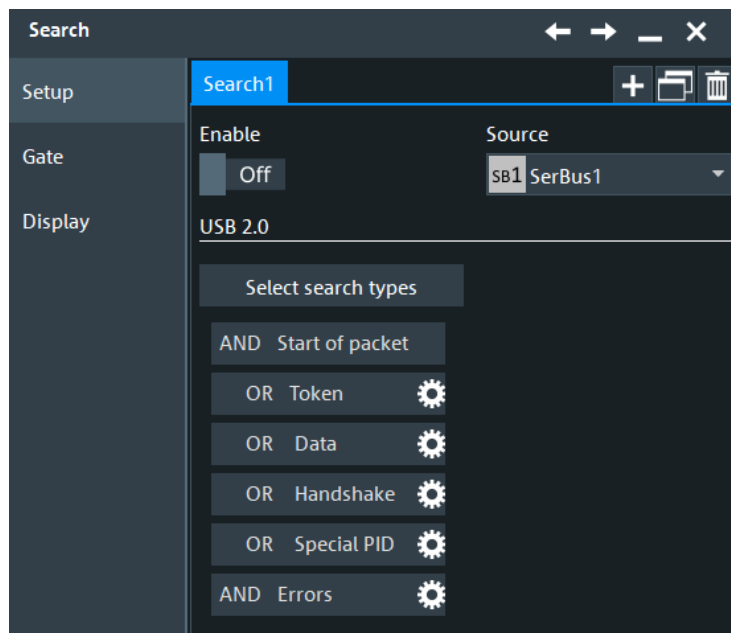 Search
Setup
Gate
Display
Search1
Enable
Source
Off
SB1 SerBus1
USB 2.0
Select search types
AND Start of packet
OR Token
OR Data
OR Handshake
OR Special PID
AND Errors